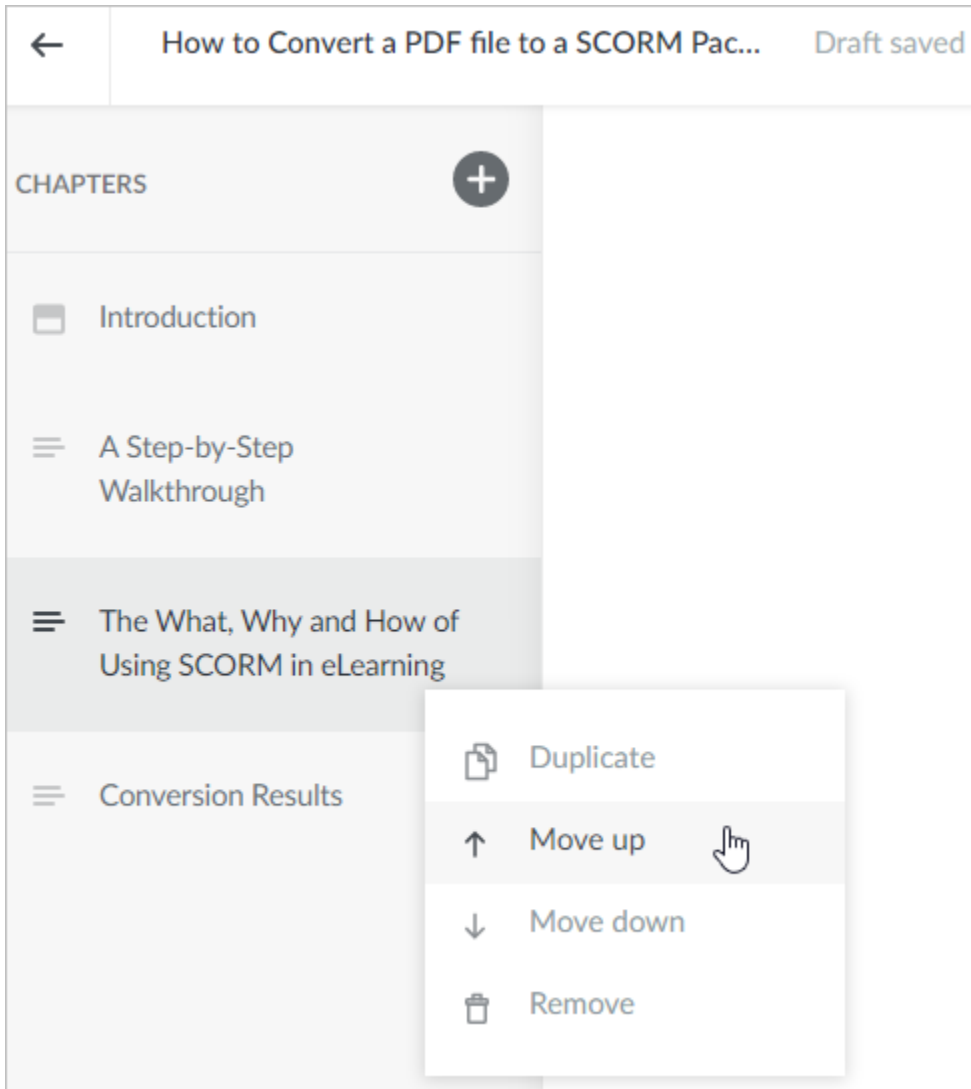 How to Convert a PDF file to a SCORM Pac...
Draft saved
CHAPTERS
Introduction
A Step-by-Step
Walkthrough
The What, Why and How of
Using SCORM in eLearning
Conversion Results
Duplicate
Move up
Move down
Remove